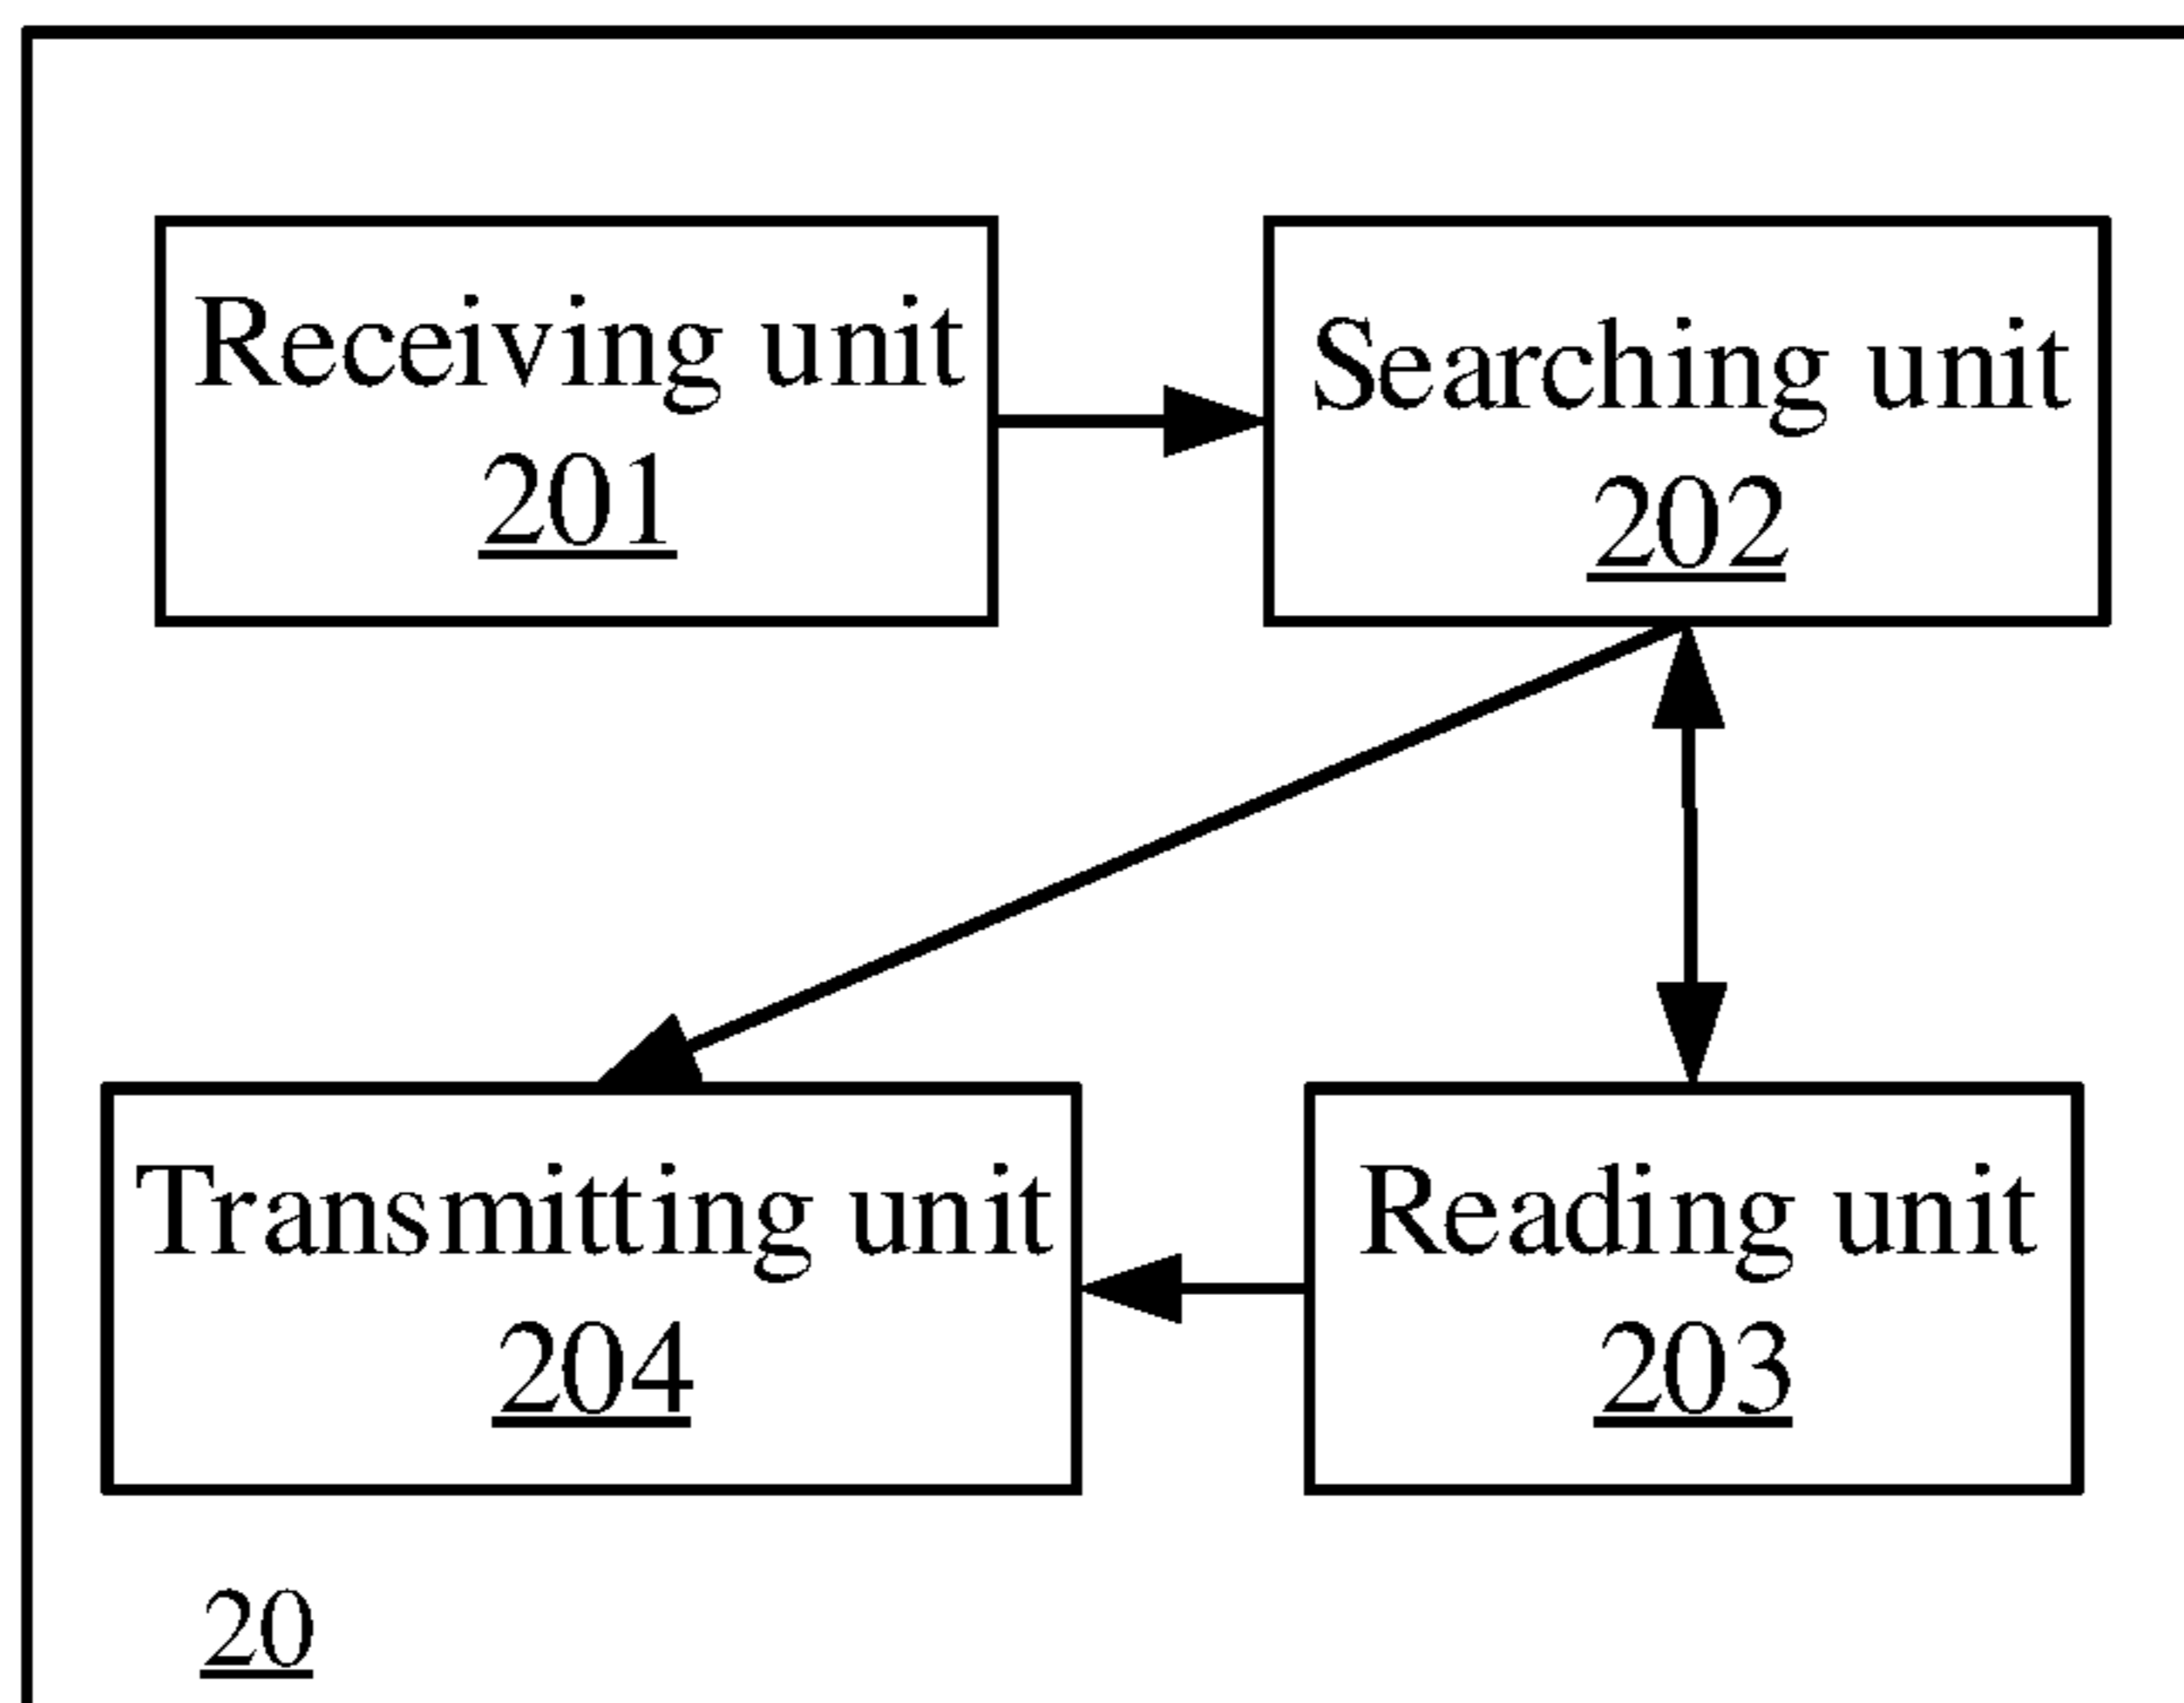 Receiving unit
201
Searching unit
202
Transmitting unit
204
Reading unit
203
20